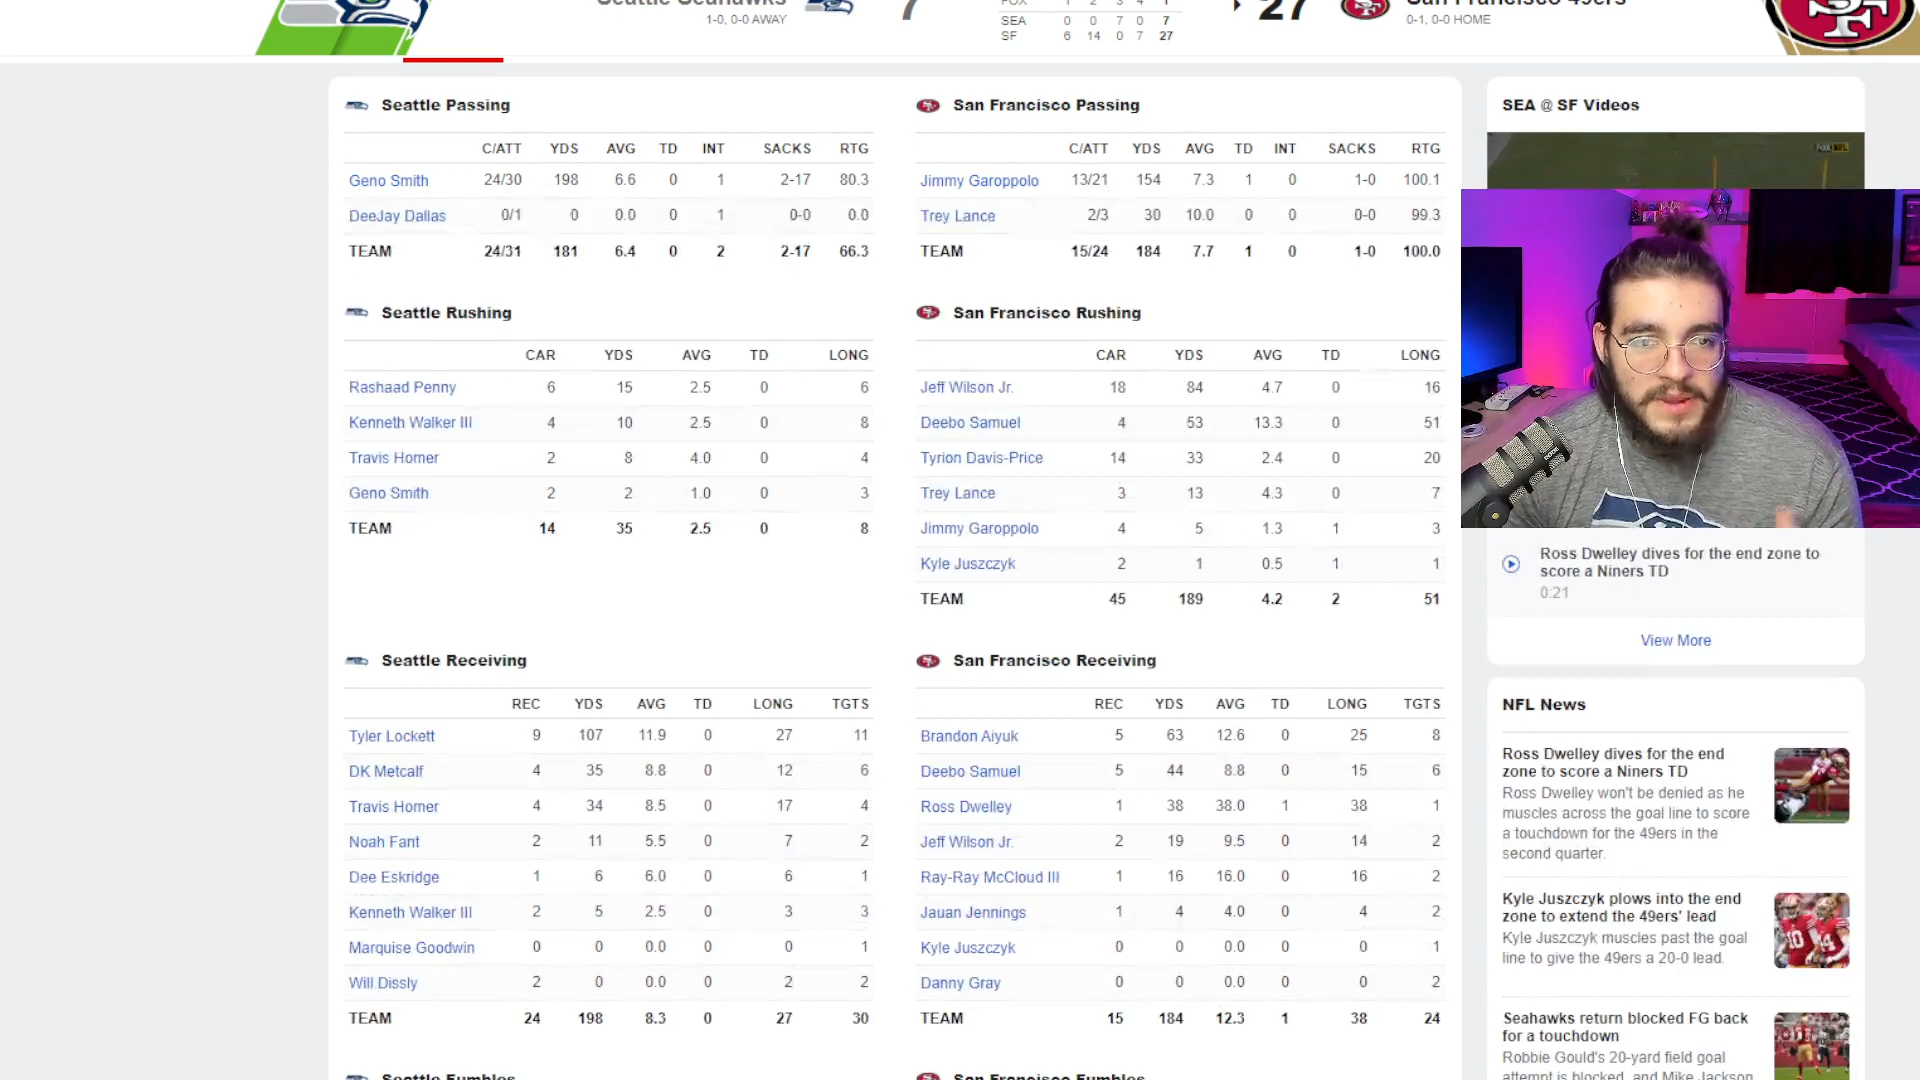 Seattle Seahawks
1-0, 0-0 AWAY
7
FOX 1 2 3 4 T
SEA 0 0 7 0 7
SF 6 14 0 7 27
27
San Francisco 49ers
0-1, 0-0 HOME
Seattle Passing
C/ATT YDS AVG TD INT SACKS RTG
Geno Smith 24/30 198 6.6 0 1 2-17 80.3
DeeJay Dallas 0/1 0 0.0 0 1 0-0 0.0
TEAM 24/31 181 6.4 0 2 2-17 66.3
San Francisco Passing
C/ATT YDS AVG TD INT SACKS RTG
Jimmy Garoppolo 13/21 154 7.3 1 0 1-0 100.1
Trey Lance 2/3 30 10.0 0 0 0-0 99.3
TEAM 15/24 184 7.7 1 0 1-0 100.0
Seattle Rushing
CAR YDS AVG TD LONG
Rashaad Penny 6 15 2.5 0 6
Kenneth Walker III 4 10 2.5 0 8
Travis Homer 2 8 4.0 0 4
Geno Smith 2 2 1.0 0 3
TEAM 14 35 2.5 0 8
San Francisco Rushing
CAR YDS AVG TD LONG
Jeff Wilson Jr. 18 84 4.7 0 16
Deebo Samuel 4 53 13.3 0 51
Tyrion Davis-Price 14 33 2.4 0 20
Trey Lance 3 13 4.3 0 7
Jimmy Garoppolo 4 5 1.3 1 3
Kyle Juszczyk 2 1 0.5 1 1
TEAM 45 189 4.2 2 51
Seattle Receiving
REC YDS AVG TD LONG TGTS
Tyler Lockett 9 107 11.9 0 27 11
DK Metcalf 4 35 8.8 0 12 6
Travis Homer 4 34 8.5 0 17 4
Noah Fant 2 11 5.5 0 7 2
Dee Eskridge 1 6 6.0 0 6 1
Kenneth Walker III 2 5 2.5 0 3 3
Marquise Goodwin 0 0 0.0 0 0 1
Will Dissly 2 0 0.0 0 2 2
TEAM 24 198 8.3 0 27 30
San Francisco Receiving
REC YDS AVG TD LONG TGTS
Brandon Aiyuk 5 63 12.6 0 25 8
Deebo Samuel 5 44 8.8 0 15 6
Ross Dwelley 1 38 38.0 1 38 1
Jeff Wilson Jr. 2 19 9.5 0 14 2
Ray-Ray McCloud III 1 16 16.0 0 16 2
Jauan Jennings 1 4 4.0 0 4 2
Kyle Juszczyk 0 0 0.0 0 0 1
Danny Gray 0 0 0.0 0 0 2
TEAM 15 184 12.3 1 38 24
Seattle Fumbles
San Francisco Fumbles
SEA @ SF Videos
Ross Dwelley dives for the end zone to
score a Niners TD
0:21
View More
NFL News
Ross Dwelley dives for the end
zone to score a Niners TD
Ross Dwelley won't be denied as he
muscles across the goal line to score
a touchdown for the 49ers in the
second quarter.
Kyle Juszczyk plows into the end
zone to extend the 49ers' lead
Kyle Juszczyk muscles past the goal
line to give the 49ers a 20-0 lead.
Seahawks return blocked FG back
for a touchdown
Robbie Gould's 20-yard field goal
attempt is blocked, and Mike Jackson